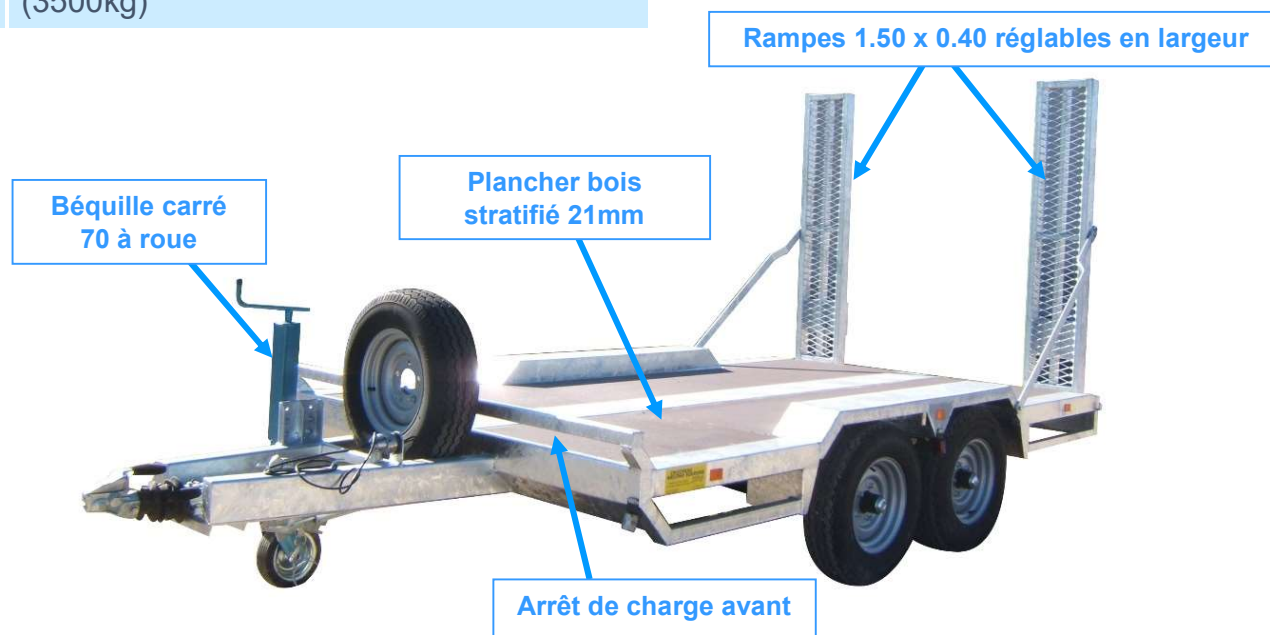 (3500kg)
Rampes 1.50 x 0.40 réglables en largeur
Plancher bois
stratifié 21mm
Béquille carré
70 à roue
Arrêt de charge avant